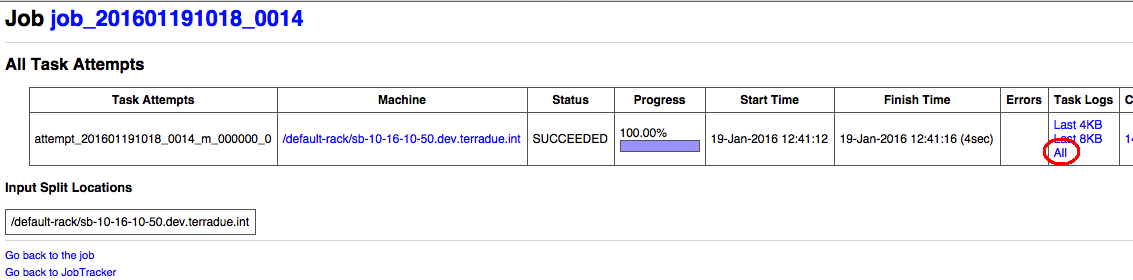 Job job_201601191018_0014
All Task Attempts
Task Attempts Machine Status Progress Start Time Finish Time Errors Task Logs C
attempt_201601191018_0014_m_000000_0 /default-rack/sb-10-16-10-50.dev.terradue.int SUCCEEDED 100.00% 19-Jan-2016 12:41:12 19-Jan-2016 12:41:16 (4sec) Last 4KB 14
Last 8KB
All
Input Split Locations
/default-rack/sb-10-16-10-50.dev.terradue.int
Go back to the job
Go back to JobTracker